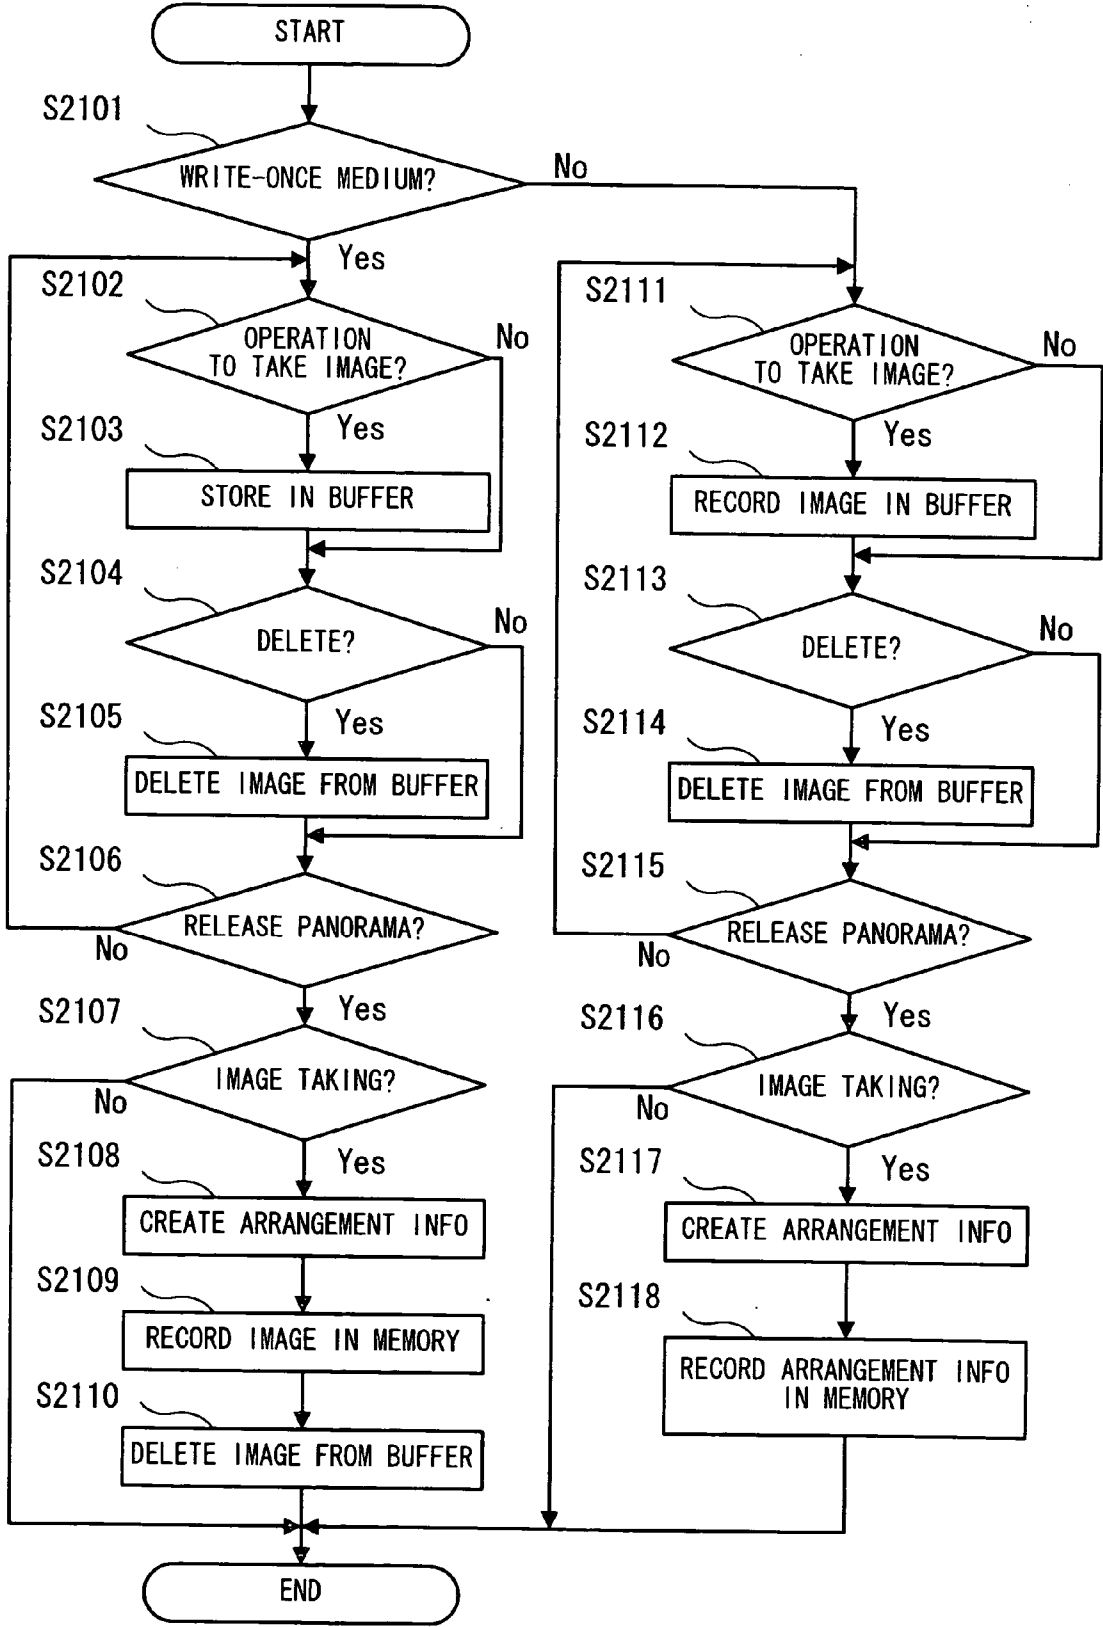 START
S2101
WRITE-ONCE MEDIUM?
No
Yes
S2102
OPERATION
TO TAKE IMAGE?
No
Yes
S2103
STORE IN BUFFER
S2104
DELETE?
No
Yes
S2105
DELETE IMAGE FROM BUFFER
S2106
RELEASE PANORAMA?
No
Yes
S2107
IMAGE TAKING?
No
Yes
S2108
CREATE ARRANGEMENT INFO
S2109
RECORD IMAGE IN MEMORY
S2110
DELETE IMAGE FROM BUFFER
S2111
OPERATION
TO TAKE IMAGE?
No
Yes
S2112
RECORD IMAGE IN BUFFER
S2113
DELETE?
No
Yes
S2114
DELETE IMAGE FROM BUFFER
S2115
RELEASE PANORAMA?
No
Yes
S2116
IMAGE TAKING?
No
Yes
S2117
CREATE ARRANGEMENT INFO
S2118
RECORD ARRANGEMENT INFO
IN MEMORY
END